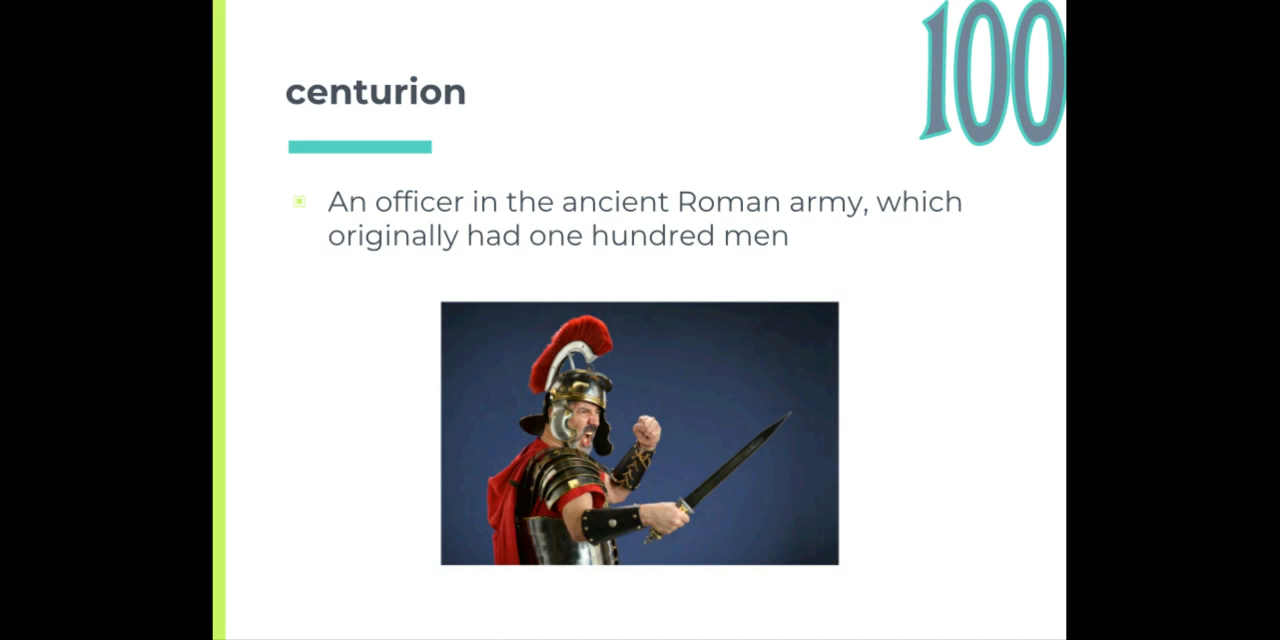 100
centurion
An officer in the ancient Roman army, which
originally had one hundred men